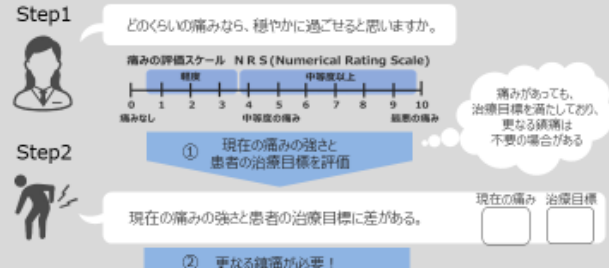 Step1
どのくらいの痛みなら、穏やかに過ごせると思いますか。
痛みの評価スケール NRS(Numerical Rating Scale)
軽度 中等度以上
0 1 2 3 4 5 6 7 8 9 10
痛みなし 中等度の痛み 最悪の痛み
痛みがあっても、
治療目標を満たしており、
更なる鎮痛は
不要の場合がある
① 現在の痛みの強さと
患者の治療目標を評価
Step2
現在の痛みの強さと患者の治療目標に差がある。
現在の痛み 治療目標
② 更なる鎮痛が必要！